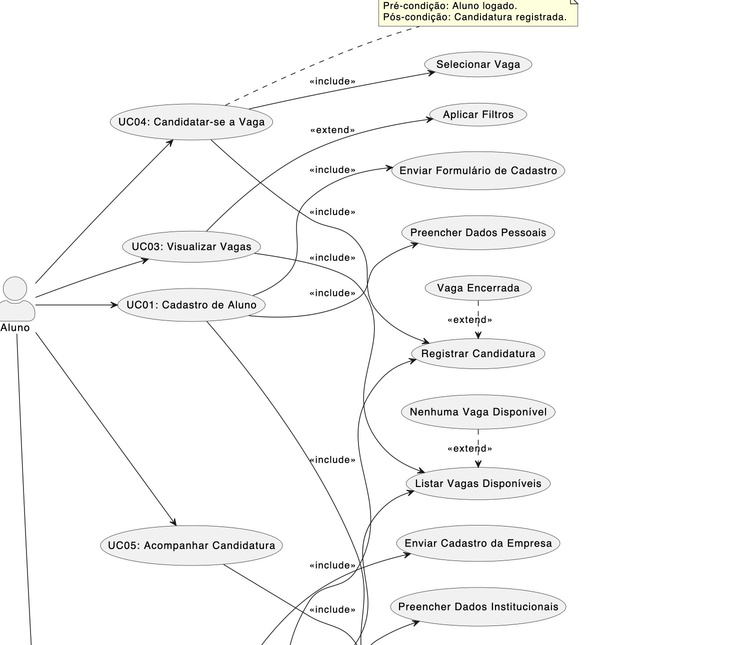 Pré-condição: Aluno logado.
Pós-condição: Candidatura registrada.
Selecionar Vaga
«include»
Aplicar Filtros
UC04: Candidatar-se a Vaga
«extend»
«include»
Enviar Formulário de Cadastro
«include»
Preencher Dados Pessoais
UC03: Visualizar Vagas
«include»
Vaga Encerrada
«include»
UC01: Cadastro de Aluno
«extend»
Aluno
Registrar Candidatura
Nenhuma Vaga Disponível
«extend»
«include»
Listar Vagas Disponíveis
UC05: Acompanhar Candidatura
Enviar Cadastro da Empresa
«include»
«include»
Preencher Dados Institucionais